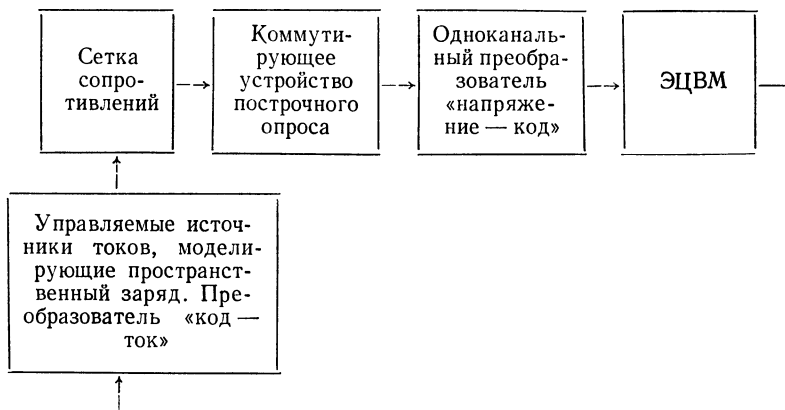 Сетка
сопро-
тивлений
Коммути-
рующее
устройство
построчного
опроса
Одноканаль-
ный преобра-
зователь
«напряже-
ние — код»
ЭЦВМ
Управляемые источ-
ники токов, модели-
рующие пространст-
венный заряд. Пре-
образователь «код —
ток»